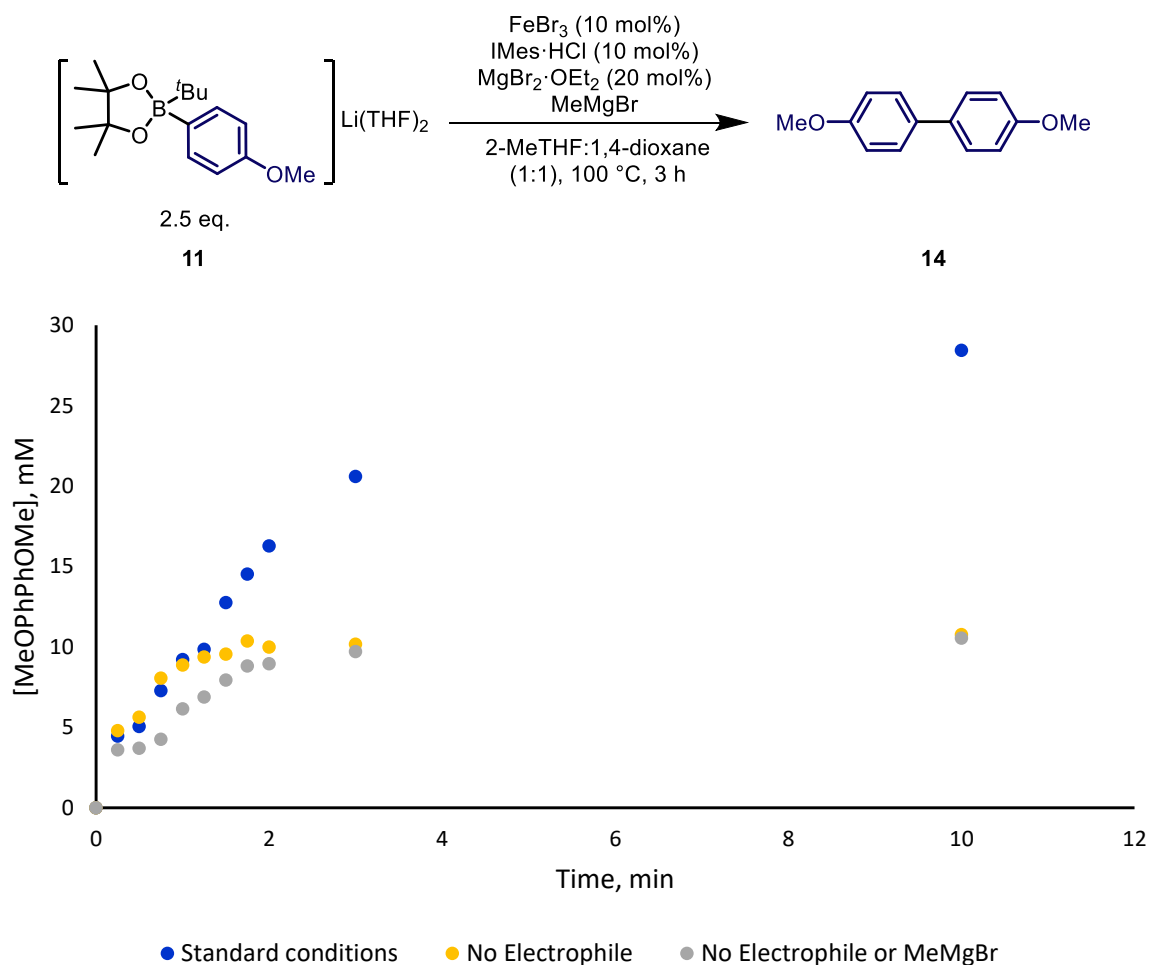 FeBr3 (10 mol%)
IMes·HCl (10 mol%)
MgBr2·OEt2 (20 mol%)
MeMgBr
2-MeTHF:1,4-dioxane
(1:1), 100 °C, 3 h
O
tBu
B
O
OMe
Li(THF)2
2.5 eq.
11
MeO
OMe
14
[MeOPhPhOMe], mM
30
25
20
15
10
5
0
0 2 4 6 8 10 12
Time, min
Standard conditions No Electrophile No Electrophile or MeMgBr